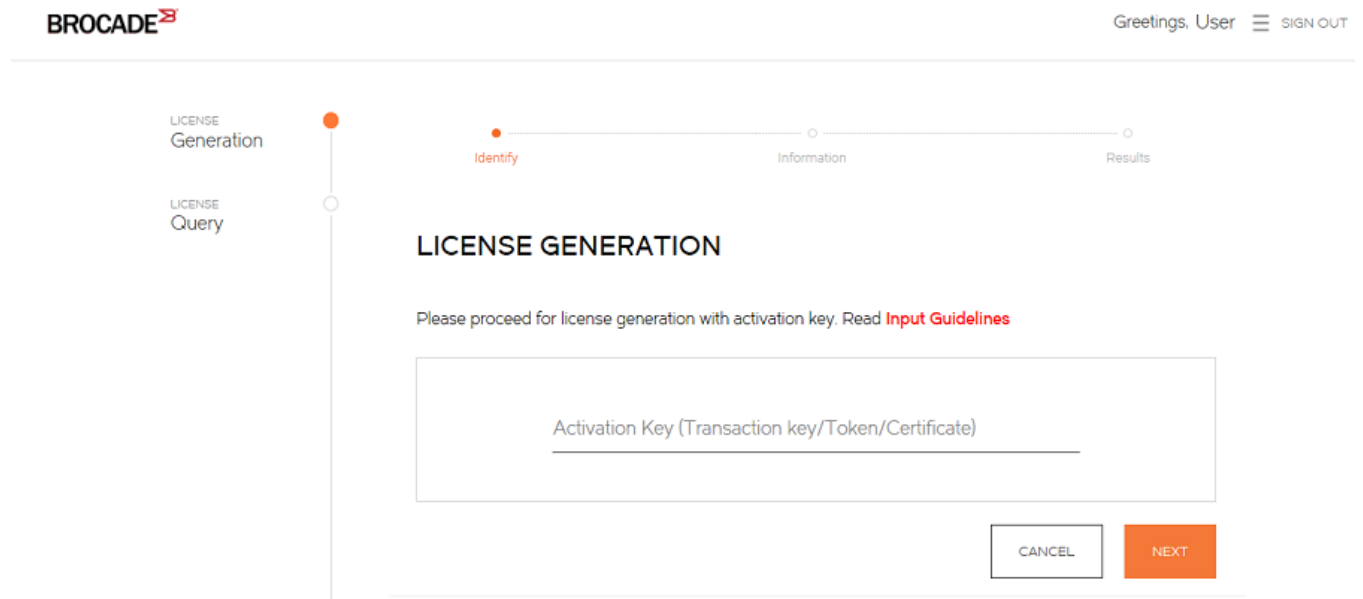 BROCADE
Greetings, User SIGN OUT
LICENSE
Generation
LICENSE
Query
Identify
Information
Results
LICENSE GENERATION
Please proceed for license generation with activation key. Read Input Guidelines
Activation Key (Transaction key/Token/Certificate)
CANCEL
NEXT